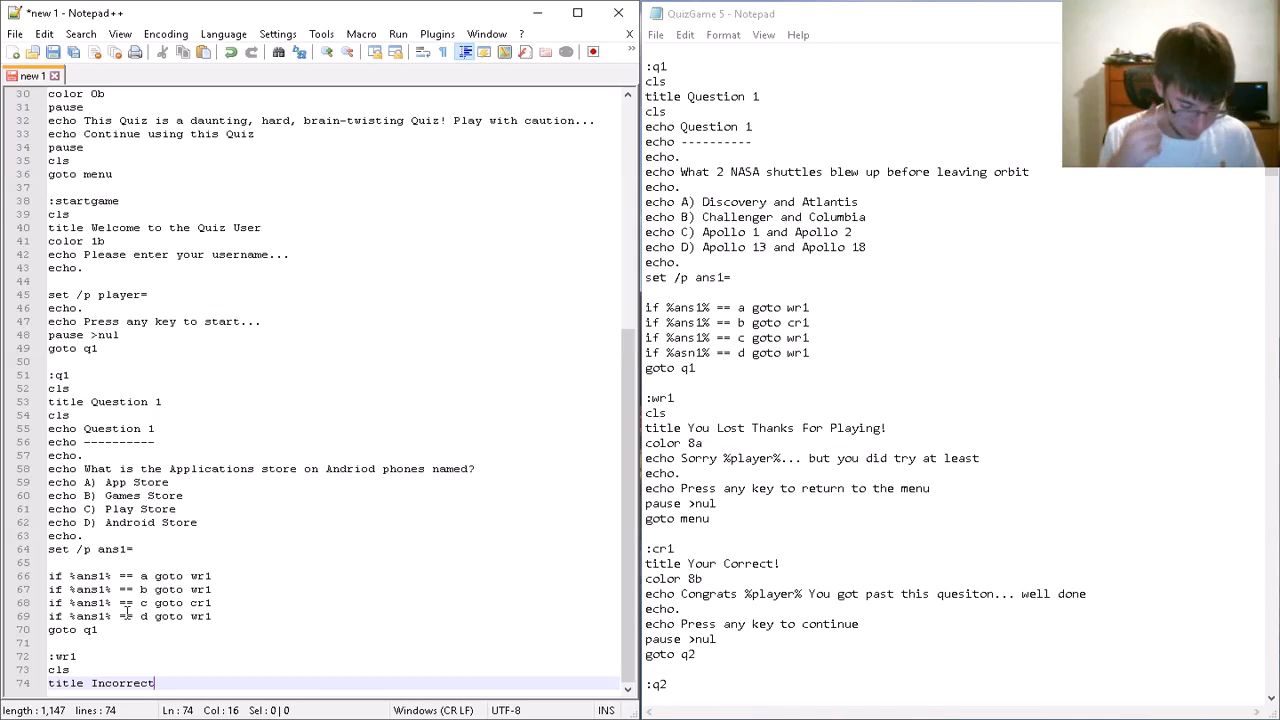 *new 1 - Notepad++
File Edit Search View Encoding Language Settings Tools Macro Run Plugins Window ?
X
»
new 1
30 color 0b
31 pause
32 echo This Quiz is a daunting, hard, brain-twisting Quiz! Play with caution...
33 echo Continue using this Quiz
34 pause
35 cls
36 goto menu
37
38 :startgame
39 cls
40 title Welcome to the Quiz User
41 color 1b
42 echo Please enter your username...
43 echo.
44
45 set /p player=
46 echo.
47 echo Press any key to start...
48 pause >nul
49 goto q1
50
51 :q1
52 cls
53 title Question 1
54 cls
55 echo Question 1
56 echo ----------
57 echo.
58 echo What is the Applications store on Andriod phones named?
59 echo A) App Store
60 echo B) Games Store
61 echo C) Play Store
62 echo D) Android Store
63 echo.
64 set /p ans1=
65
66 if %ans1% == a goto wr1
67 if %ans1% == b goto wr1
68 if %ans1% == c goto cr1
69 if %ans1% == d goto wr1
70 goto q1
71
72 :wr1
73 cls
74 title Incorrect
length : 1,147 lines : 74 Ln : 74 Col : 16 Sel : 0 | 0 Windows (CR LF) UTF-8 INS
QuizGame 5 - Notepad
File Edit Format View Help
:q1
cls
title Question 1
cls
echo Question 1
echo ----------
echo.
echo What 2 NASA shuttles blew up before leaving orbit
echo.
echo A) Discovery and Atlantis
echo B) Challenger and Columbia
echo C) Apollo 1 and Apollo 2
echo D) Apollo 13 and Apollo 18
echo.
set /p ans1=
if %ans1% == a goto wr1
if %ans1% == b goto cr1
if %ans1% == c goto wr1
if %asn1% == d goto wr1
goto q1
:wr1
cls
title You Lost Thanks For Playing!
color 8a
echo Sorry %player%... but you did try at least
echo.
echo Press any key to return to the menu
pause >nul
goto menu
:cr1
title Your Correct!
color 8b
echo Congrats %player% You got past this quesiton... well done
echo.
echo Press any key to continue
pause >nul
goto q2
:q2